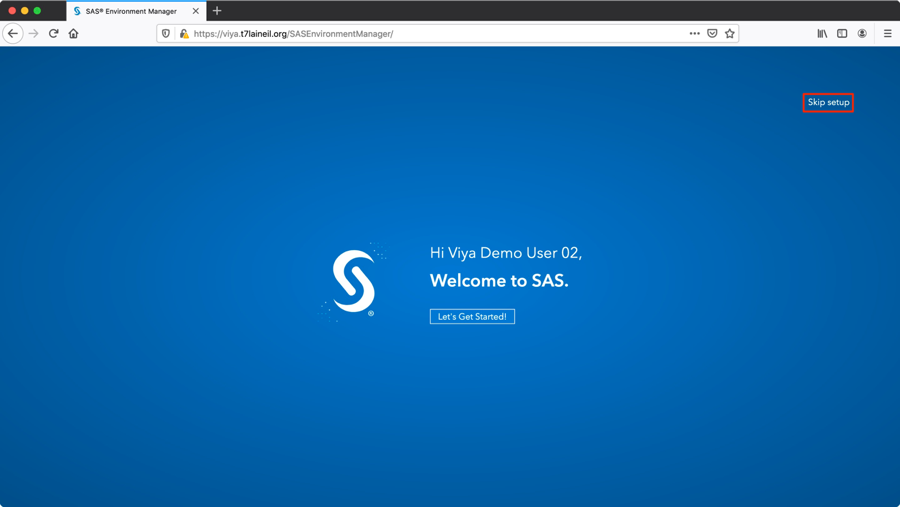 SAS® Environment Manager
https://viya.t7laineil.org/SASEnvironmentManager/
Skip setup
Hi Viya Demo User 02,
Welcome to SAS.
Let's Get Started!
®